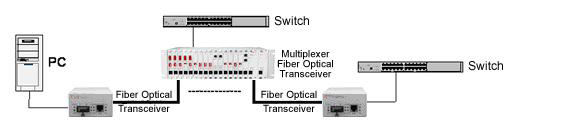 Switch
PC
Multiplexer
Fiber Optical
Transceiver
Switch
Fiber Optical
Transceiver
Fiber Optical
Transceiver